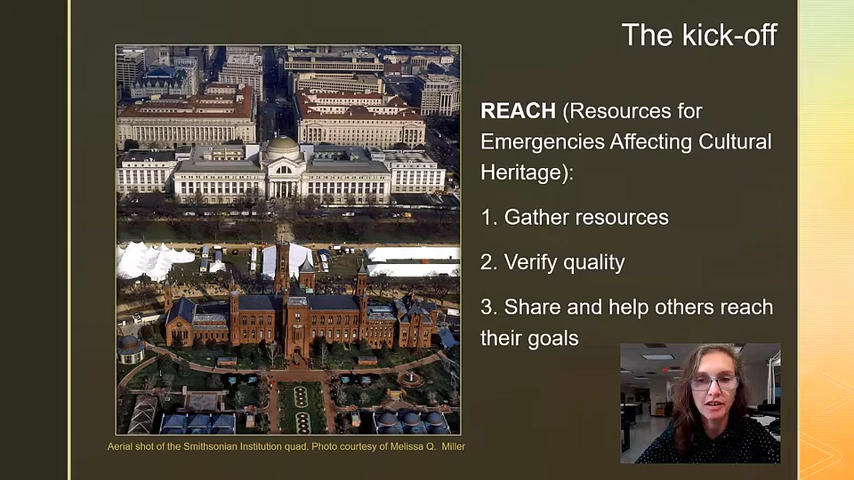 The kick-off
REACH (Resources for
Emergencies Affecting Cultural
Heritage):
1. Gather resources
2. Verify quality
3. Share and help others reach
their goals
Aerial shot of the Smithsonian Institution quad. Photo courtesy of Melissa Q. Miller